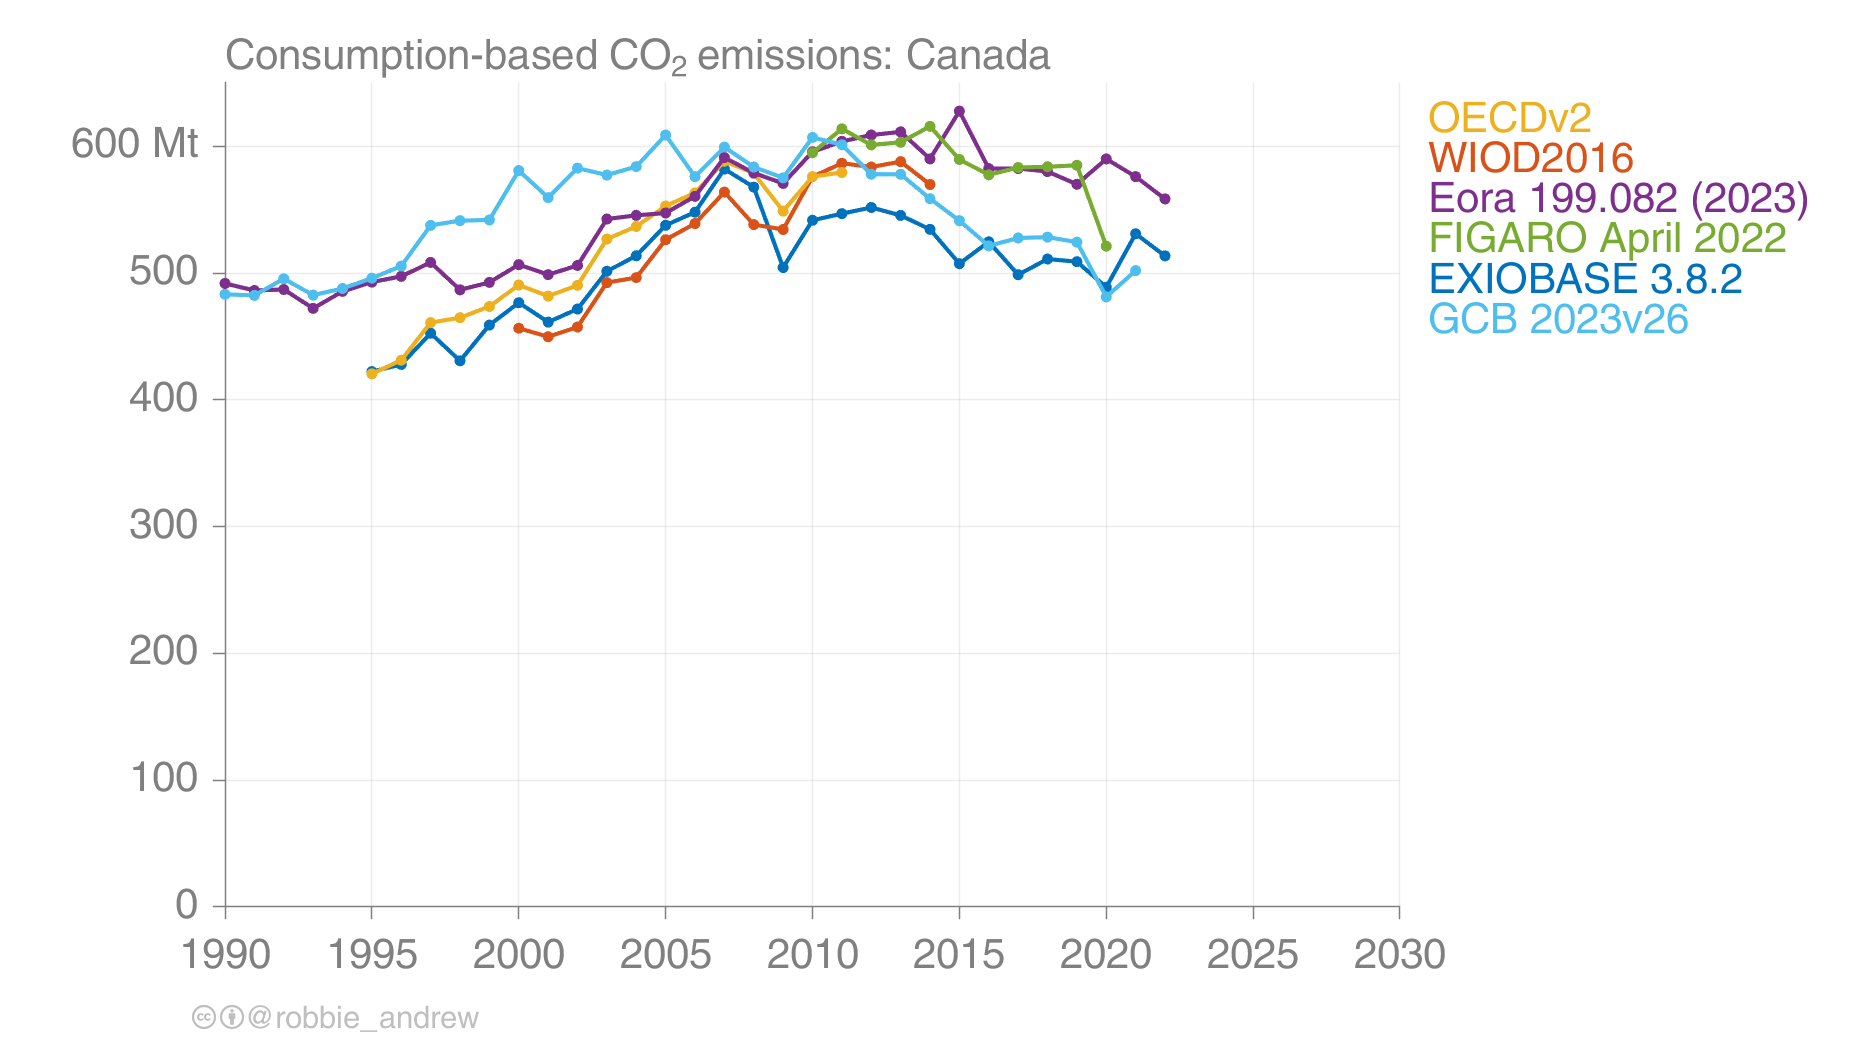 Consumption-based CO₂ emissions: Canada
600 Mt
500
400
300
200
100
0
1990 1995 2000 2005 2010 2015 2020 2025 2030
OECDv2
WIOD2016
Eora 199.082 (2023)
FIGARO April 2022
EXIOBASE 3.8.2
GCB 2023v26
cc @robbie_andrew